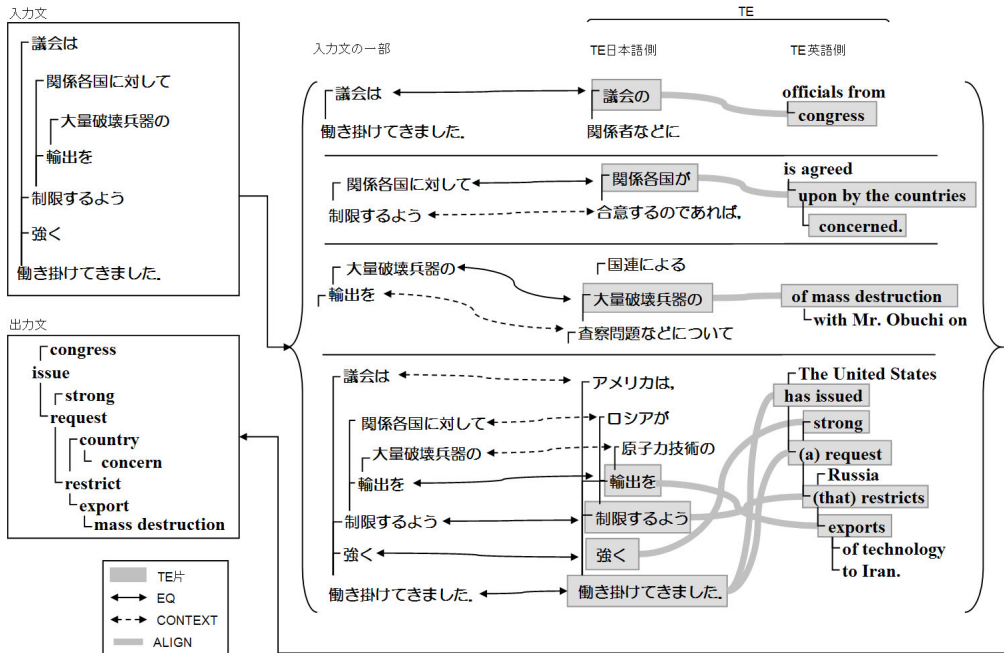 入力文
議会は
関係各国に対して
大量破壊兵器の
輸出を
制限するよう
強く
働き掛けてきました.
出力文
congress
issue
strong
request
country
concern
restrict
export
mass destruction
TE片
EQ
CONTEXT
ALIGN
TE
入力文の一部
TE日本語側
TE英語側
議会は
働き掛けてきました.
議会の
関係者などに
officials from
congress
関係各国に対して
制限するよう
関係各国が
合意するのであれば,
is agreed
upon by the countries
concerned.
大量破壊兵器の
輸出を
国連による
大量破壊兵器の
査察問題などについて
of mass destruction
with Mr. Obuchi on
議会は
関係各国に対して
大量破壊兵器の
輸出を
制限するよう
強く
働き掛けてきました.
アメリカは,
ロシアが
原子力技術の
輸出を
制限するよう
強く
働き掛けてきました.
The United States
has issued
strong
(a) request
Russia
(that) restricts
exports
of technology
to Iran.